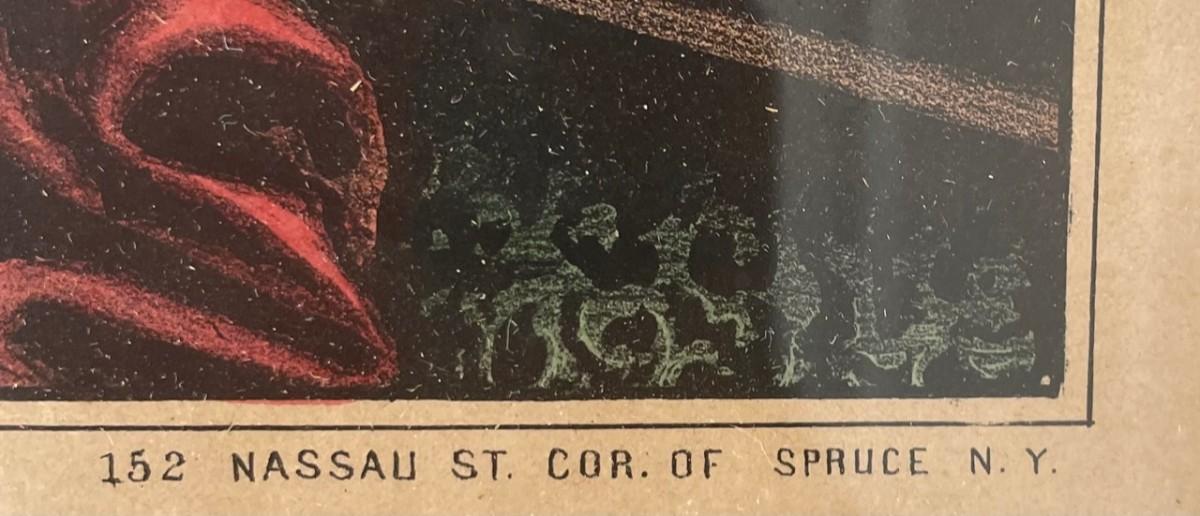 152 NASSAU ST. COR. OF SPRUCE N.Y.